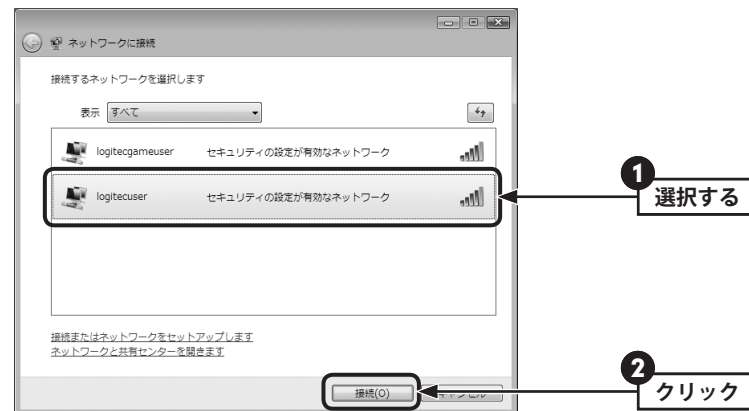 ネットワークに接続
接続するネットワークを選択します
表示 すべて
logitecgameuser セキュリティの設定が有効なネットワーク
logitecuser セキュリティの設定が有効なネットワーク
1
選択する
接続またはネットワークをセットアップします
ネットワークと共有センターを開きます
2
接続(O)
クリック